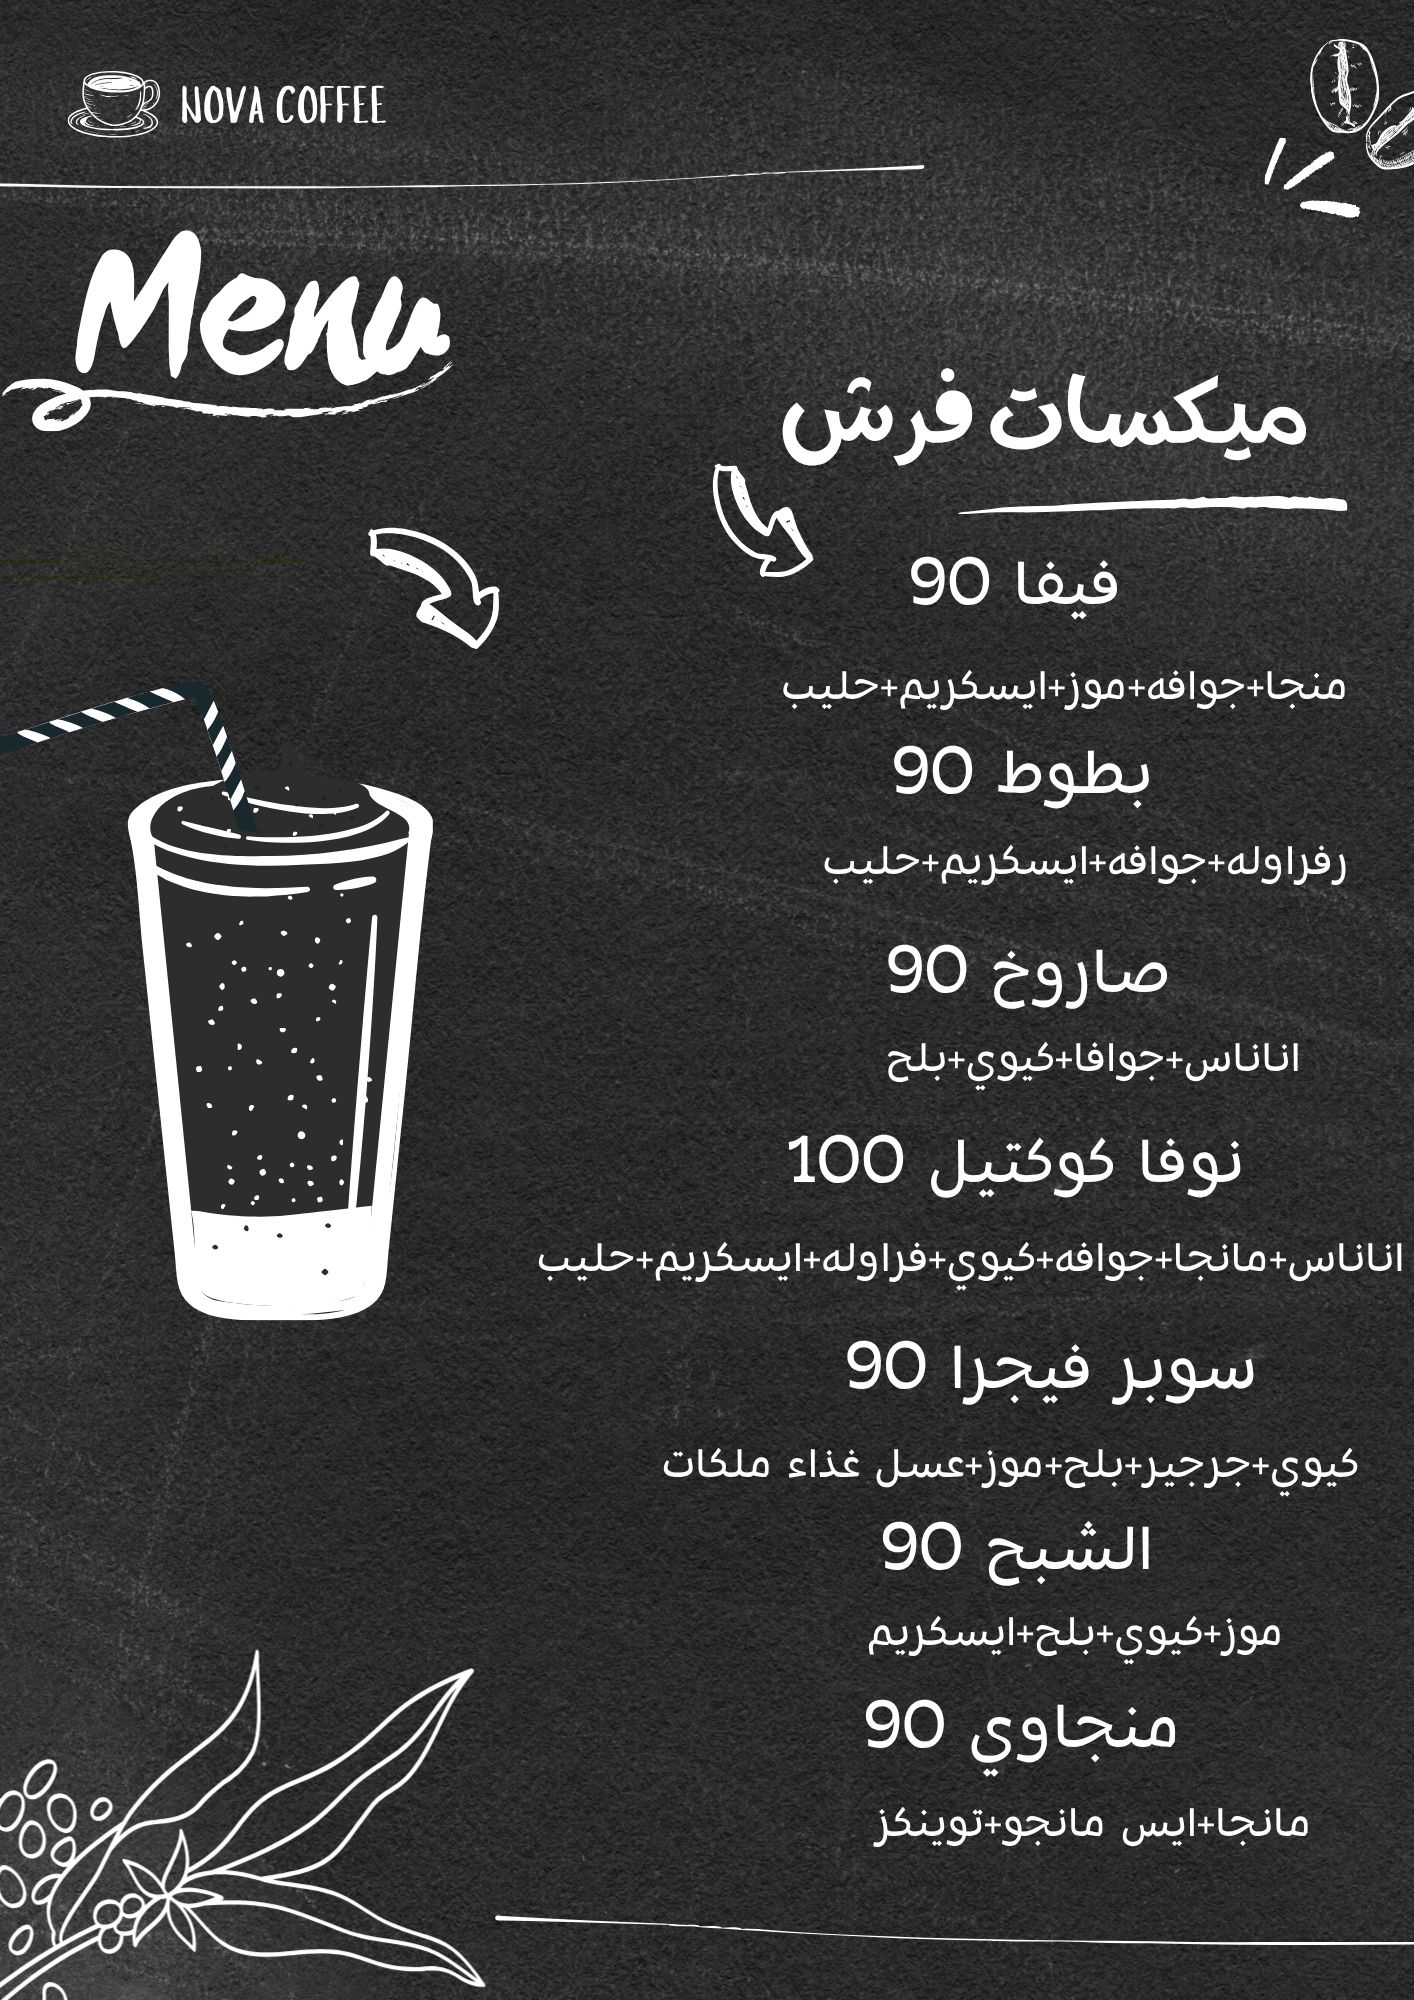 NOVA COFFEE
Menu
ميكسات فرش
فيفا 90
منجا+جوافه+موز+ايسكريم+حليب
بطوط 90
رفراوله+جوافه+ايسكريم+حليب
صاروخ 90
اناناس+جوافا+كيوي+بلح
نوفا كوكتيل 100
اناناس+مانجا+جوافه+كيوي+فراوله+ايسكريم+حليب
سوبر فيجرا 90
كيوي+جرجير+بلح+موز+عسل غذاء ملكات
الشبح 90
موز+كيوي+بلح+ايسكريم
منجاوي 90
مانجا+ايس مانجو+توينكز